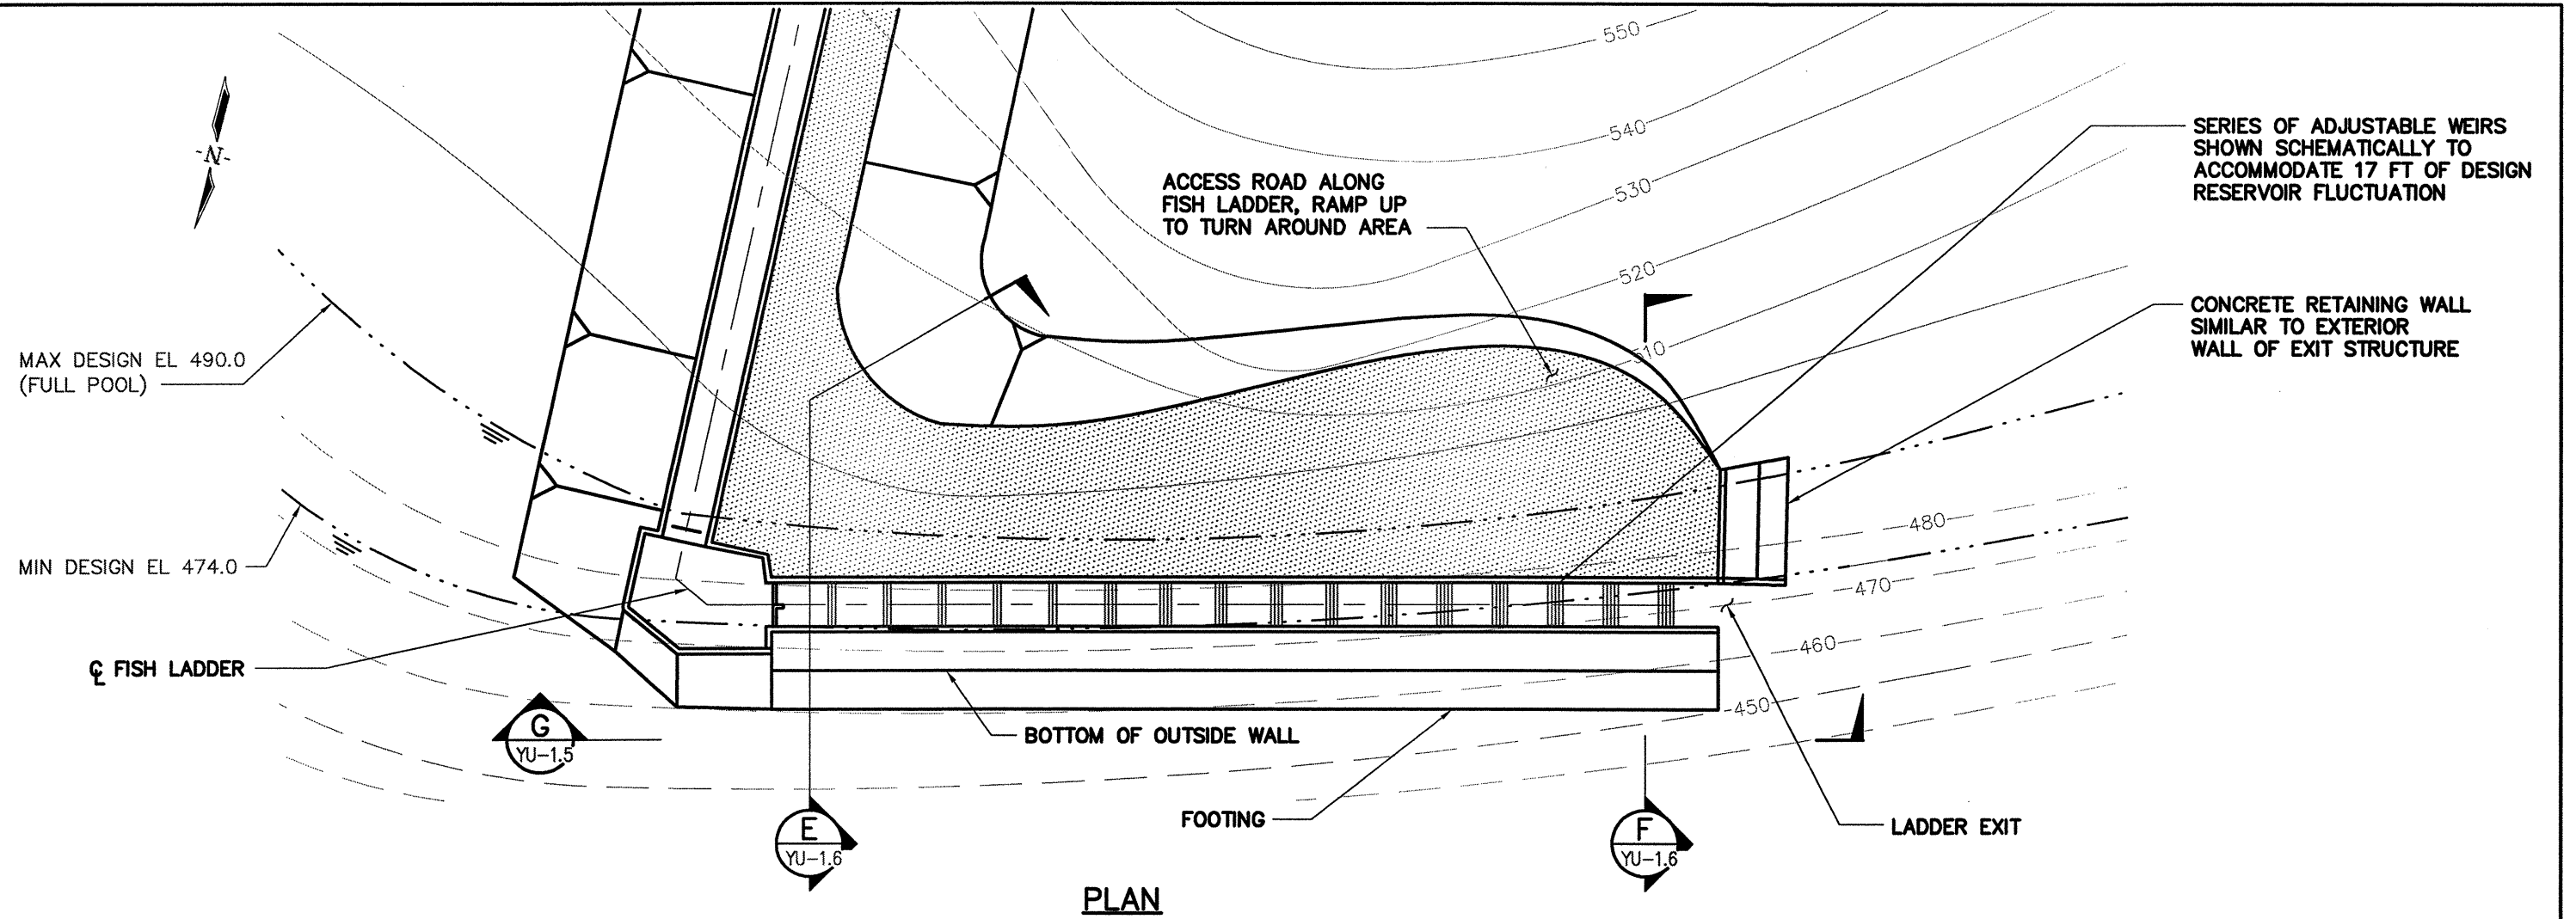 550
540
530
520
510
-N-
SERIES OF ADJUSTABLE WEIRS
SHOWN SCHEMATICALLY TO
ACCOMMODATE 17 FT OF DESIGN
RESERVOIR FLUCTUATION
ACCESS ROAD ALONG
FISH LADDER, RAMP UP
TO TURN AROUND AREA
CONCRETE RETAINING WALL
SIMILAR TO EXTERIOR
WALL OF EXIT STRUCTURE
MAX DESIGN EL 490.0
(FULL POOL)
MIN DESIGN EL 474.0
480
470
460
450
℄ FISH LADDER
G
YU-1.5
BOTTOM OF OUTSIDE WALL
FOOTING
LADDER EXIT
E
YU-1.6
F
YU-1.6
PLAN